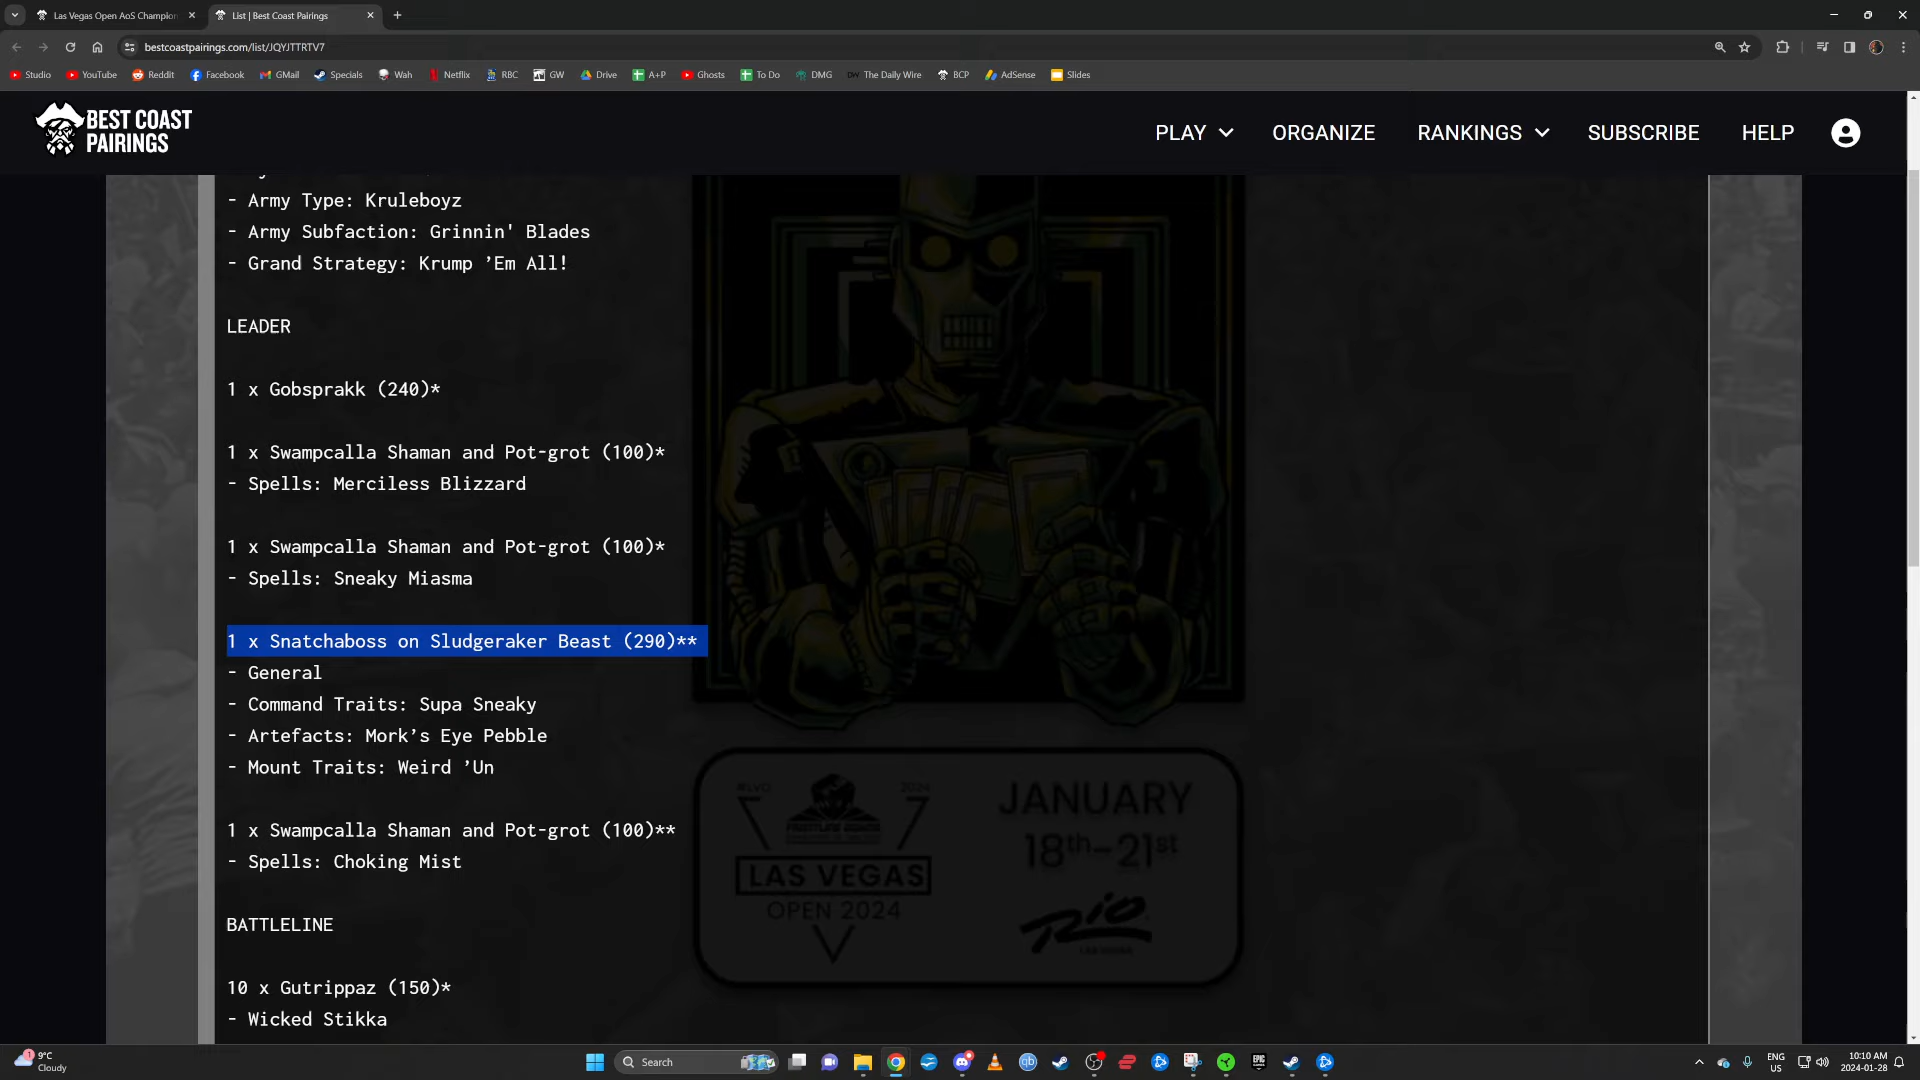 Las Vegas Open AoS Champion
List | Best Coast Pairings
bestcoastpairings.com/list/JQYJTTRTV7
Studio
YouTube
Reddit
Facebook
GMail
Specials
Wah
Netflix
RBC
GW
Drive
A+P
Ghosts
To Do
DMG
The Daily Wire
BCP
AdSense
Slides
BEST COAST
PAIRINGS
PLAY
ORGANIZE
RANKINGS
SUBSCRIBE
HELP
- Army Type: Kruleboyz
- Army Subfaction: Grinnin' Blades
- Grand Strategy: Krump ’Em All!
LEADER
1 x Gobsprakk (240)*
1 x Swampcalla Shaman and Pot-grot (100)*
- Spells: Merciless Blizzard
1 x Swampcalla Shaman and Pot-grot (100)*
- Spells: Sneaky Miasma
1 x Snatchaboss on Sludgeraker Beast (290)**
- General
- Command Traits: Supa Sneaky
- Artefacts: Mork’s Eye Pebble
- Mount Traits: Weird ’Un
1 x Swampcalla Shaman and Pot-grot (100)**
- Spells: Choking Mist
BATTLELINE
10 x Gutrippaz (150)*
- Wicked Stikka
#LVO
2024
LAS VEGAS
OPEN 2024
JANUARY
18th-21st
Rio
9°C
Cloudy
Search
ENG
US
10:10 AM
2024-01-28